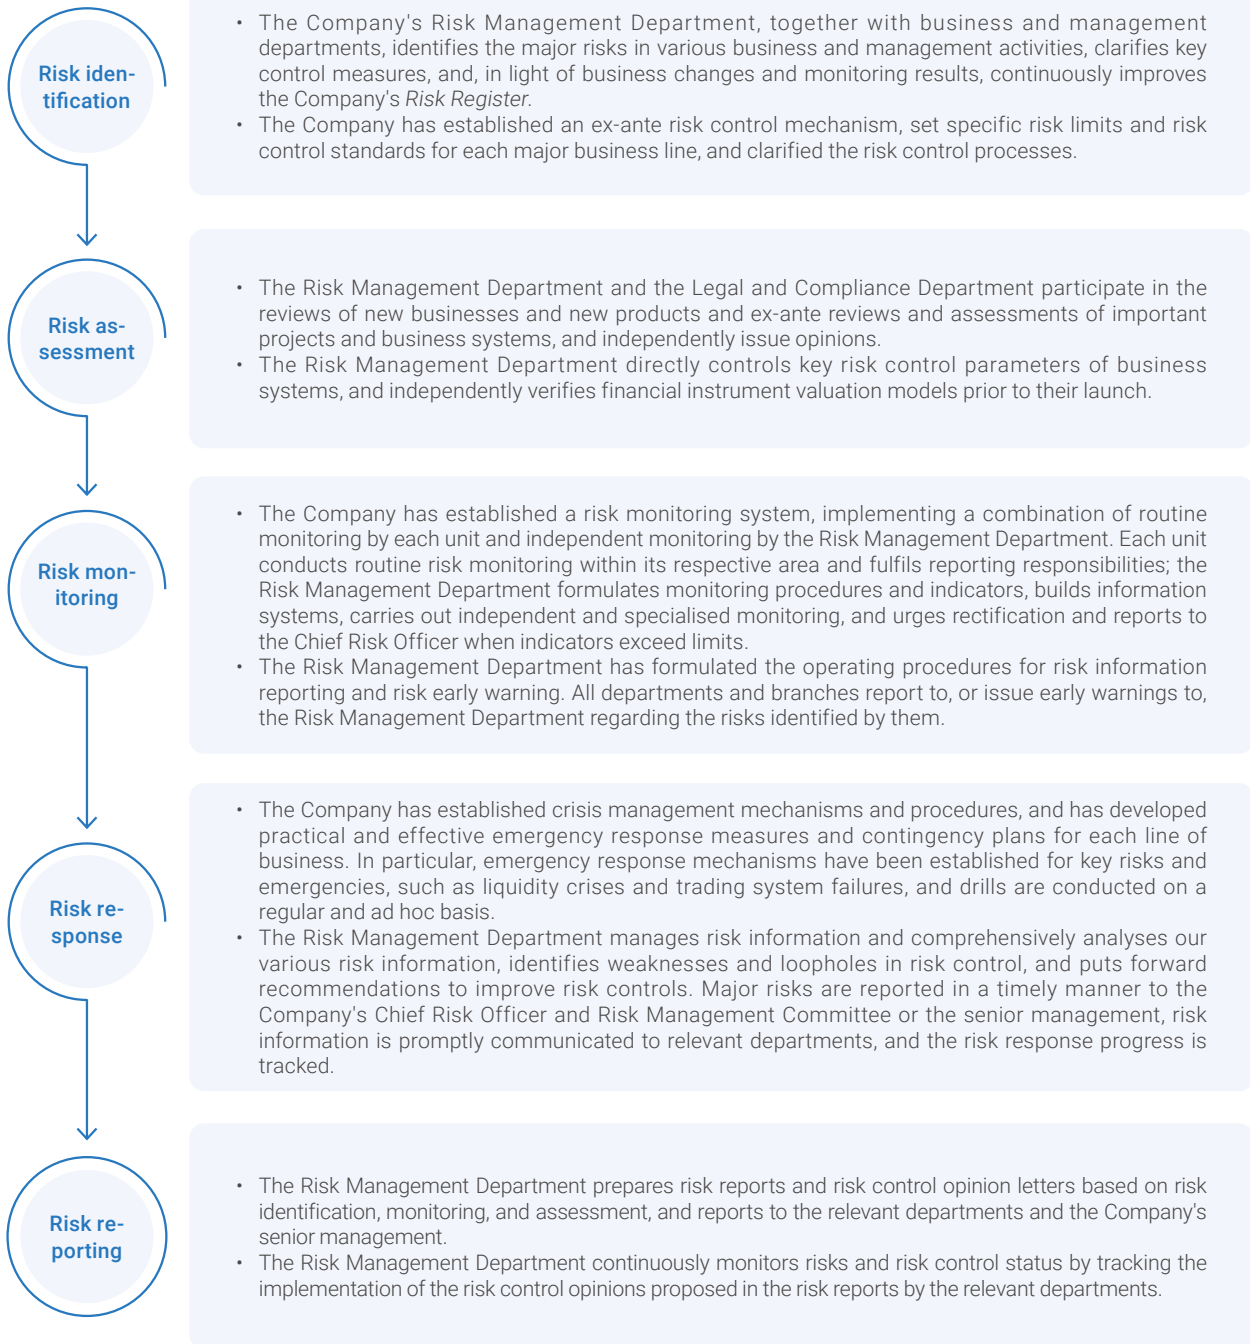 Risk iden-
tification
• The Company's Risk Management Department, together with business and management
departments, identifies the major risks in various business and management activities, clarifies key
control measures, and, in light of business changes and monitoring results, continuously improves
the Company's Risk Register.
• The Company has established an ex-ante risk control mechanism, set specific risk limits and risk
control standards for each major business line, and clarified the risk control processes.
Risk as-
sessment
• The Risk Management Department and the Legal and Compliance Department participate in the
reviews of new businesses and new products and ex-ante reviews and assessments of important
projects and business systems, and independently issue opinions.
• The Risk Management Department directly controls key risk control parameters of business
systems, and independently verifies financial instrument valuation models prior to their launch.
Risk mon-
itoring
• The Company has established a risk monitoring system, implementing a combination of routine
monitoring by each unit and independent monitoring by the Risk Management Department. Each unit
conducts routine risk monitoring within its respective area and fulfils reporting responsibilities; the
Risk Management Department formulates monitoring procedures and indicators, builds information
systems, carries out independent and specialised monitoring, and urges rectification and reports to
the Chief Risk Officer when indicators exceed limits.
• The Risk Management Department has formulated the operating procedures for risk information
reporting and risk early warning. All departments and branches report to, or issue early warnings to,
the Risk Management Department regarding the risks identified by them.
Risk re-
sponse
• The Company has established crisis management mechanisms and procedures, and has developed
practical and effective emergency response measures and contingency plans for each line of
business. In particular, emergency response mechanisms have been established for key risks and
emergencies, such as liquidity crises and trading system failures, and drills are conducted on a
regular and ad hoc basis.
• The Risk Management Department manages risk information and comprehensively analyses our
various risk information, identifies weaknesses and loopholes in risk control, and puts forward
recommendations to improve risk controls. Major risks are reported in a timely manner to the
Company's Chief Risk Officer and Risk Management Committee or the senior management, risk
information is promptly communicated to relevant departments, and the risk response progress is
tracked.
Risk re-
porting
• The Risk Management Department prepares risk reports and risk control opinion letters based on risk
identification, monitoring, and assessment, and reports to the relevant departments and the Company's
senior management.
• The Risk Management Department continuously monitors risks and risk control status by tracking the
implementation of the risk control opinions proposed in the risk reports by the relevant departments.